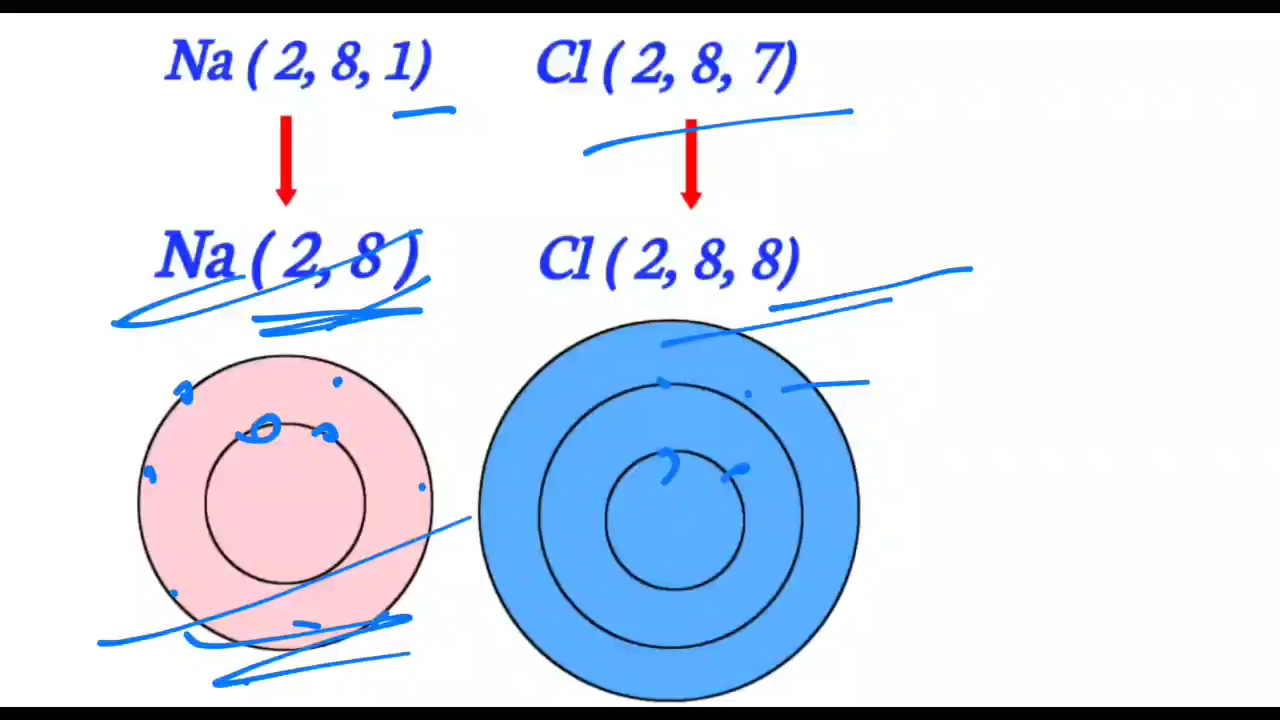 Na ( 2, 8, 1) Cl ( 2, 8, 7)
Na ( 2, 8 ) Cl ( 2, 8, 8)